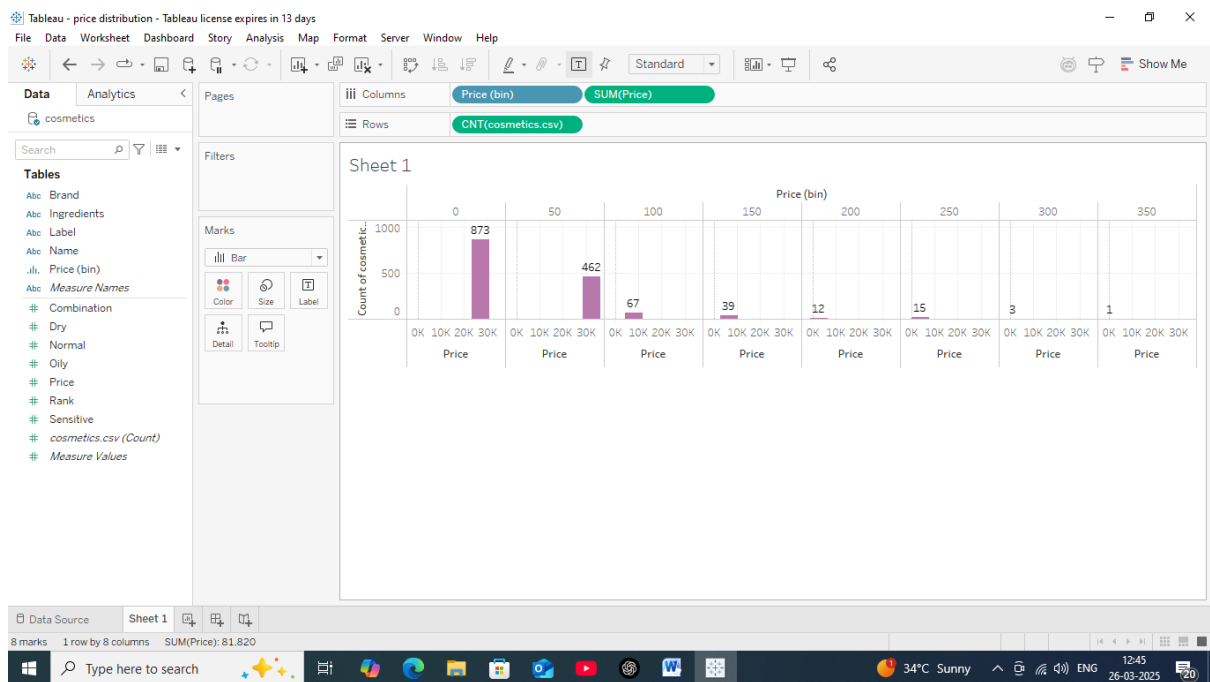 Tableau - price distribution - Tableau license expires in 13 days
File Data Worksheet Dashboard Story Analysis Map Format Server Window Help
Standard
Show Me
Data Analytics
cosmetics
Search
Tables
Abc Brand
Abc Ingredients
Abc Label
Abc Name
Price (bin)
Abc Measure Names
# Combination
# Dry
# Normal
# Oily
# Price
# Rank
# Sensitive
# cosmetics.csv (Count)
# Measure Values
Pages
Filters
Marks
Bar
Color Size Label
Detail Tooltip
iii Columns Price (bin) SUM(Price)
Rows CNT(cosmetics.csv)
Sheet 1
Price (bin)
0 50 100 150 200 250 300 350
Count of cosmetic..
1000
500
0
873 462 67 39 12 15 3 1
0K 10K 20K 30K 0K 10K 20K 30K 0K 10K 20K 30K 0K 10K 20K 30K 0K 10K 20K 30K 0K 10K 20K 30K 0K 10K 20K 30K 0K 10K 20K 30K
Price Price Price Price Price Price Price Price
Data Source Sheet 1
8 marks 1 row by 8 columns SUM(Price): 81,820
Type here to search
1
34°C Sunny
ENG
12:45
26-03-2025
20